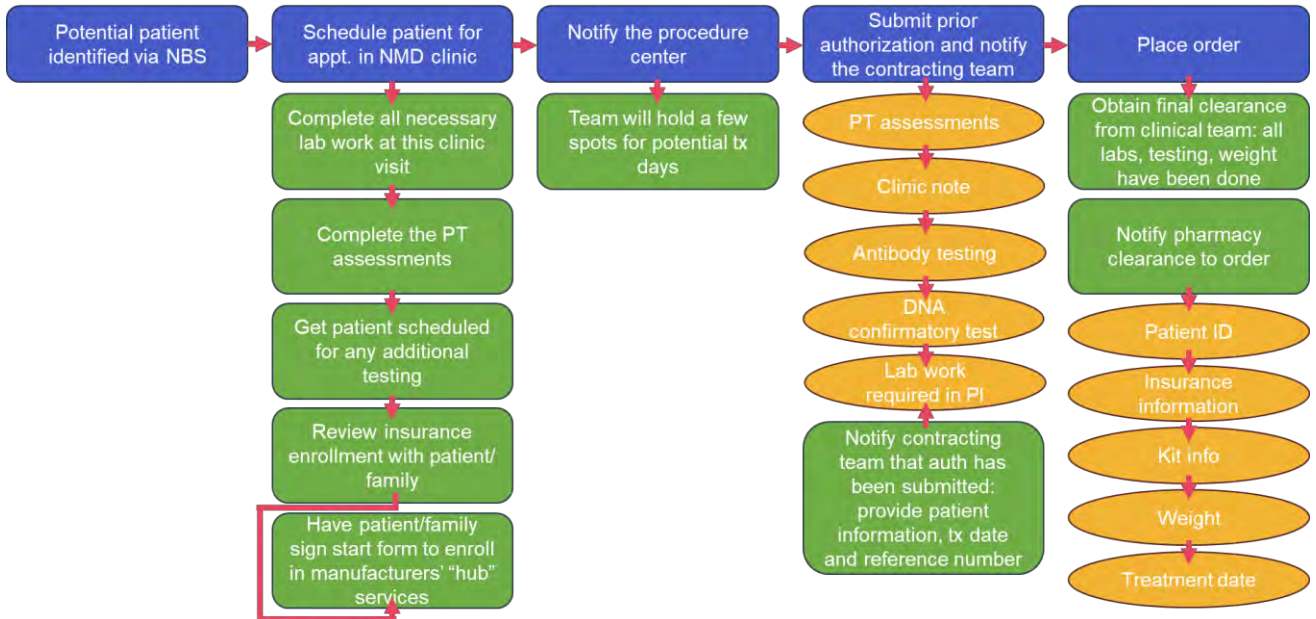 Potential patient
identified via NBS
Schedule patient for
appt. in NMD clinic
Notify the procedure
center
Submit prior
authorization and notify
the contracting team
Place order
Complete all necessary
lab work at this clinic
visit
Complete the PT
assessments
Get patient scheduled
for any additional
testing
Review insurance
enrollment with patient/
family
Have patient/family
sign start form to enroll
in manufacturers' “hub”
services
Team will hold a few
spots for potential tx
days
PT assessments
Clinic note
Antibody testing
DNA
confirmatory test
Lab work
required in PI
Notify contracting
team that auth has
been submitted:
provide patient
information, tx date
and reference number
Obtain final clearance
from clinical team: all
labs, testing, weight
have been done
Notify pharmacy
clearance to order
Patient ID
Insurance
information
Kit info
Weight
Treatment date